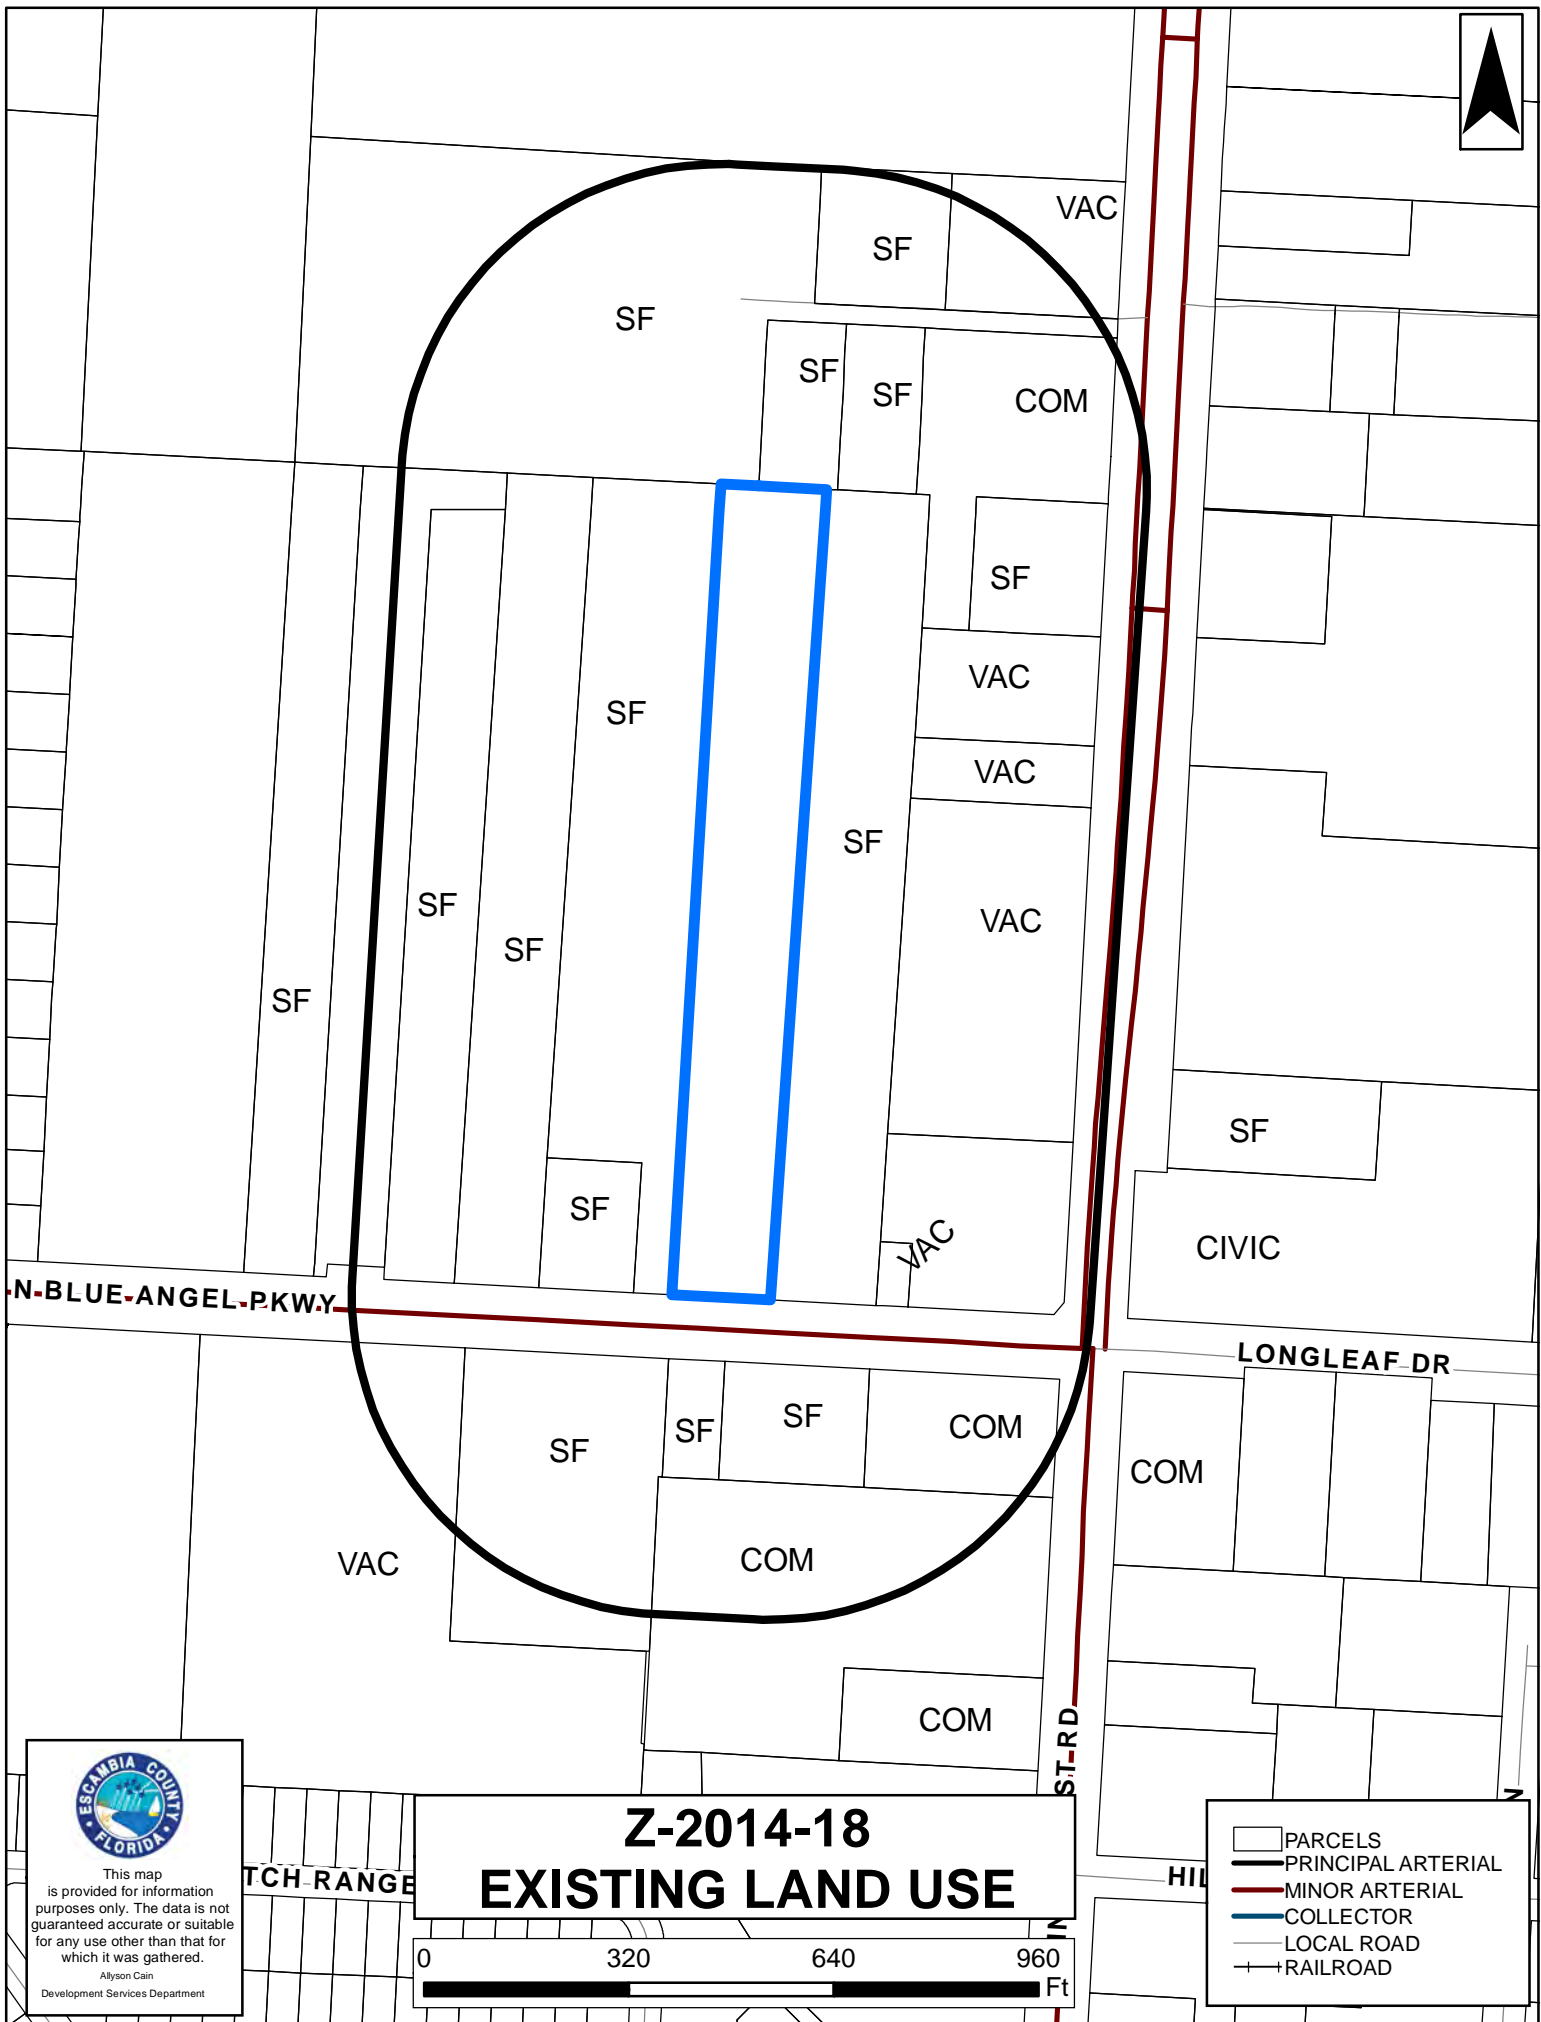 VAC
SF
SF
SF
SF
COM
SF
VAC
SF
VAC
SF
SF
VAC
SF
SF
SF
SF
VAC
CIVIC
N BLUE ANGEL PKWY
LONGLEAF DR
SF
SF
COM
SF
COM
COM
VAC
COM
ST RD
ESCAMBIA COUNTY
FLORIDA
This map
is provided for information
purposes only. The data is not
guaranteed accurate or suitable
for any use other than that for
which it was gathered.
Allyson Cain
Development Services Department
TCH RANGE
Z-2014-18
EXISTING LAND USE
0 320 640 960
Ft
HIL
IN
N
PARCELS
PRINCIPAL ARTERIAL
MINOR ARTERIAL
COLLECTOR
LOCAL ROAD
RAILROAD